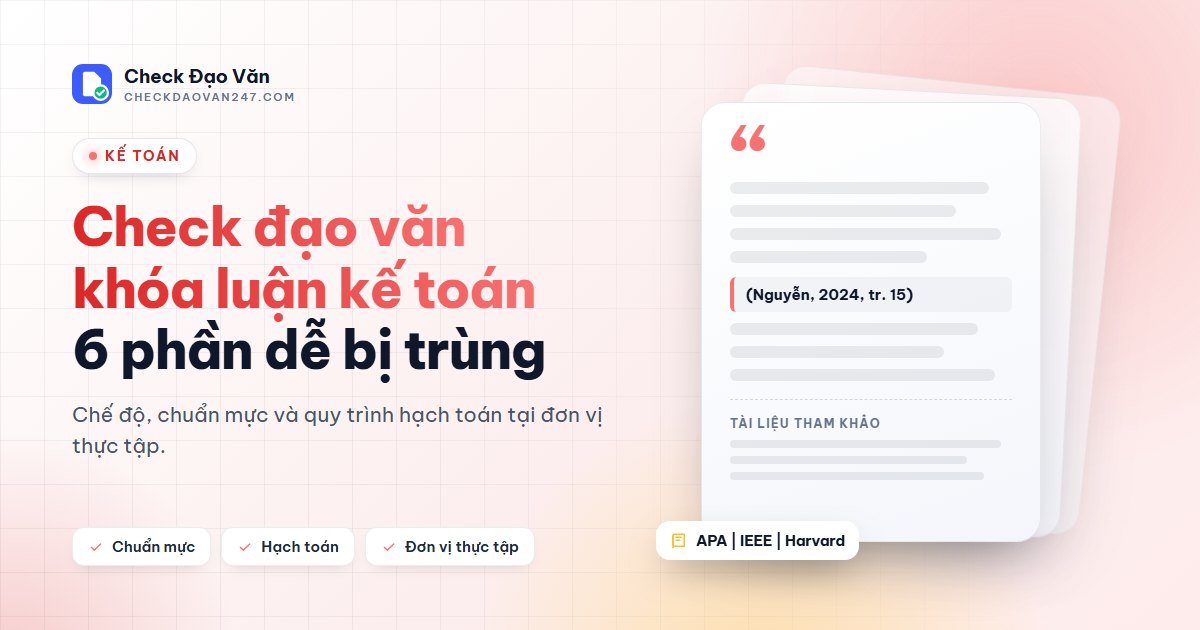 Check Đạo Văn
CHECKDAOVAN247.COM
KẾ TOÁN
Check đạo văn
khóa luận kế toán
6 phần dễ bị trùng
Chế độ, chuẩn mực và quy trình hạch toán tại đơn vị
thực tập.
Chuẩn mực
Hạch toán
Đơn vị thực tập
“
(Nguyễn, 2024, tr. 15)
TÀI LIỆU THAM KHẢO
APA | IEEE | Harvard